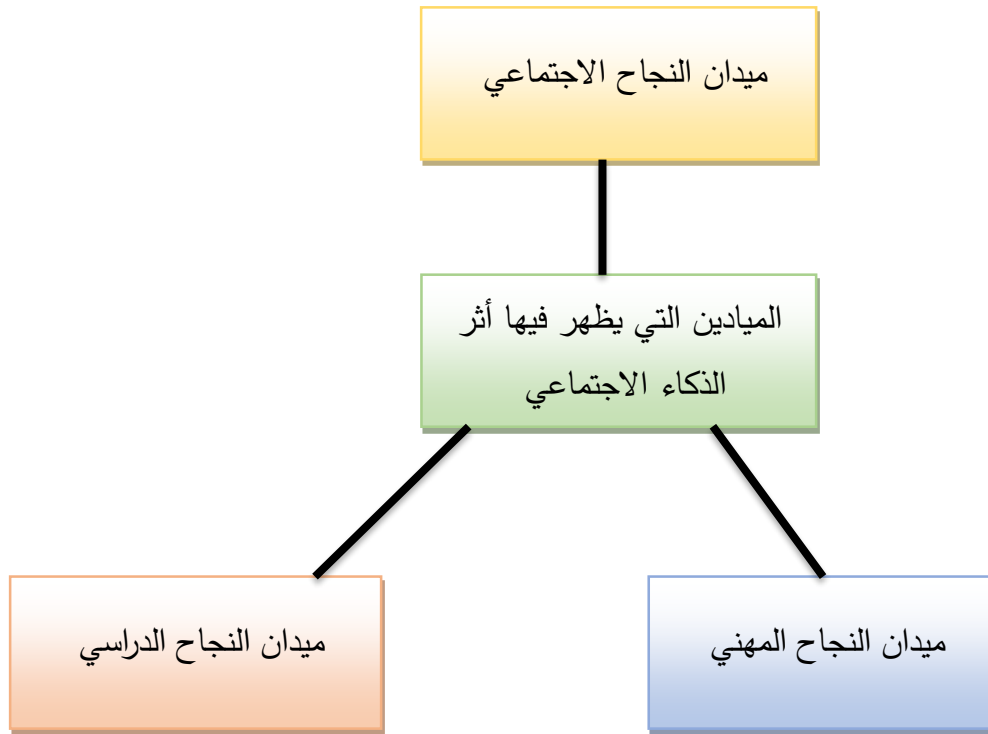 ميدان النجاح الاجتماعي
الميادين التي يظهر فيها أثر
الذكاء الاجتماعي
ميدان النجاح المهني
ميدان النجاح الدراسي